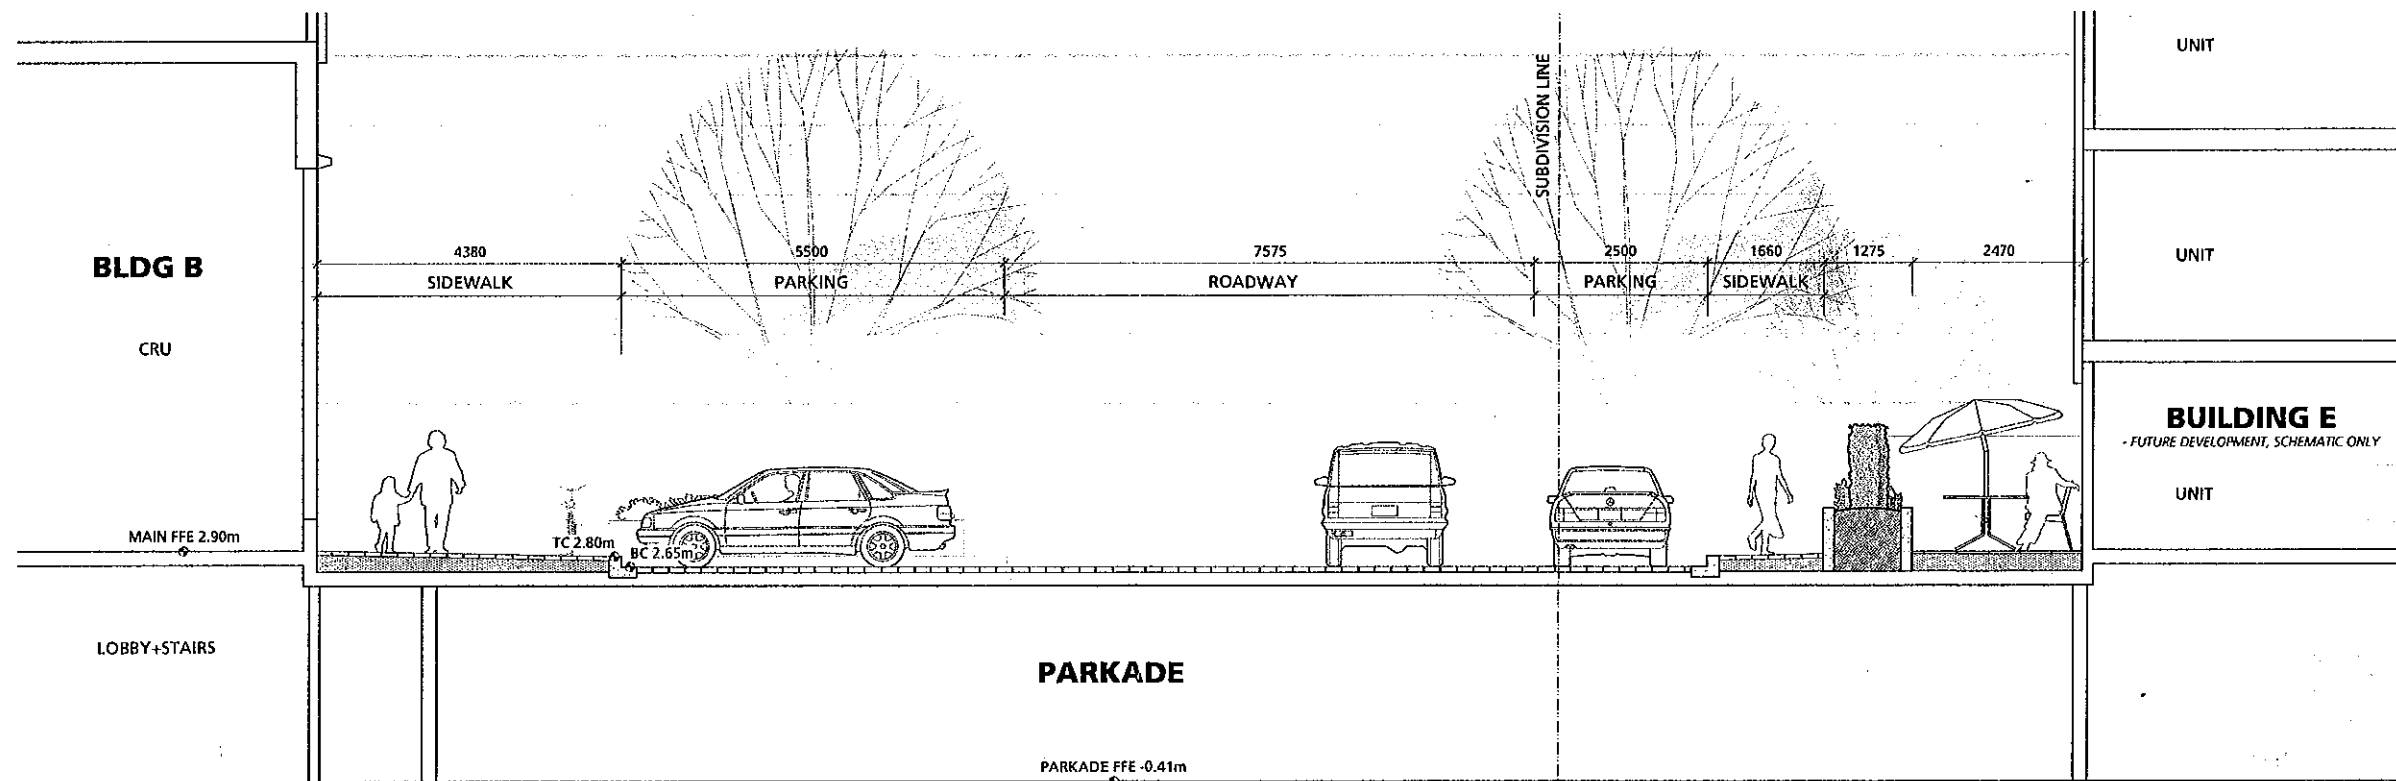 UNIT
SUBDIVISION LINE
4380
5500
7575
2500
1660
1275
2470
UNIT
BLDG B
SIDEWALK
PARKING
ROADWAY
PARKING
SIDEWALK
CRU
BUILDING E
- FUTURE DEVELOPMENT, SCHEMATIC ONLY
UNIT
MAIN FFE 2.90m
TC 2.80m
BC 2.65m
LOBBY+STAIRS
PARKADE
PARKADE FFE -0.41m